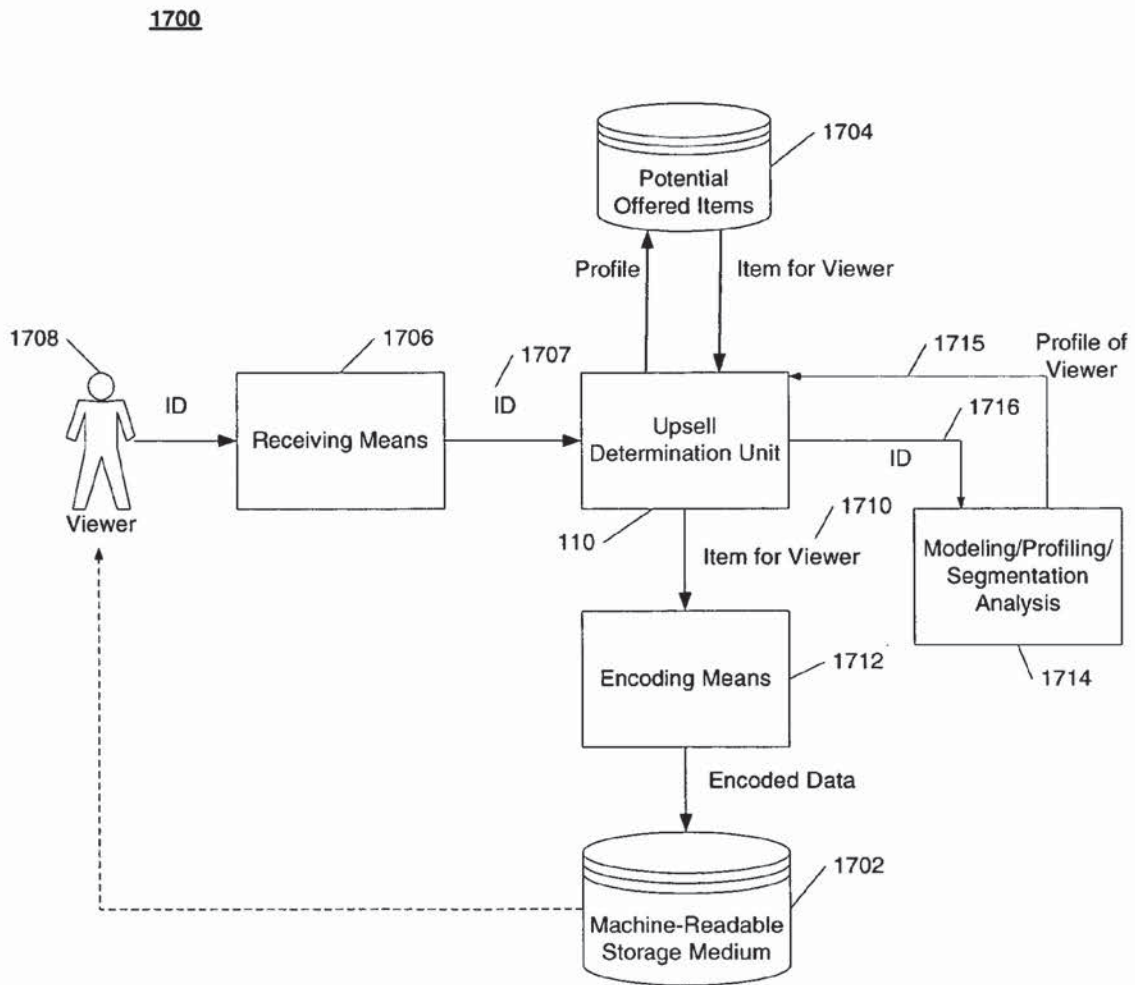 1700
1704
Potential
Offered Items
Profile
Item for Viewer
1708
1706
1707
1715
Profile of
Viewer
ID
Receiving Means
ID
Upsell
Determination Unit
1716
ID
Viewer
110
1710
Item for Viewer
Modeling/Profiling/
Segmentation
Analysis
Encoding Means
1712
1714
Encoded Data
1702
Machine-Readable
Storage Medium